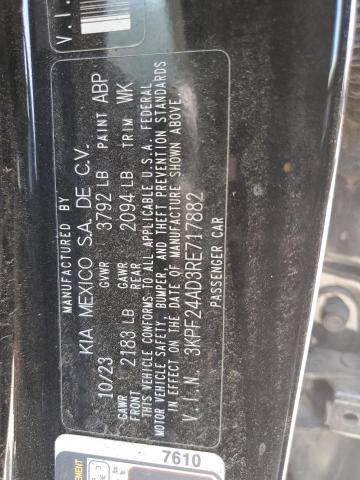 MANUFACTURED BY
KIA MEXICO S.A. DE C.V.
10/23 GVWR 3792 LB PAINT ABP
GAWR FRONT 2183 LB GAWR REAR 2094 LB TRIM WK
THIS VEHICLE CONFORMS TO ALL APPLICABLE U.S.A. FEDERAL
MOTOR VEHICLE SAFETY, BUMPER, AND THEFT PREVENTION STANDARDS
IN EFFECT ON THE DATE OF MANUFACTURE SHOWN ABOVE
V.I.N. 3KPF24AD3RE717882
PASSENGER CAR
7610
V.I.